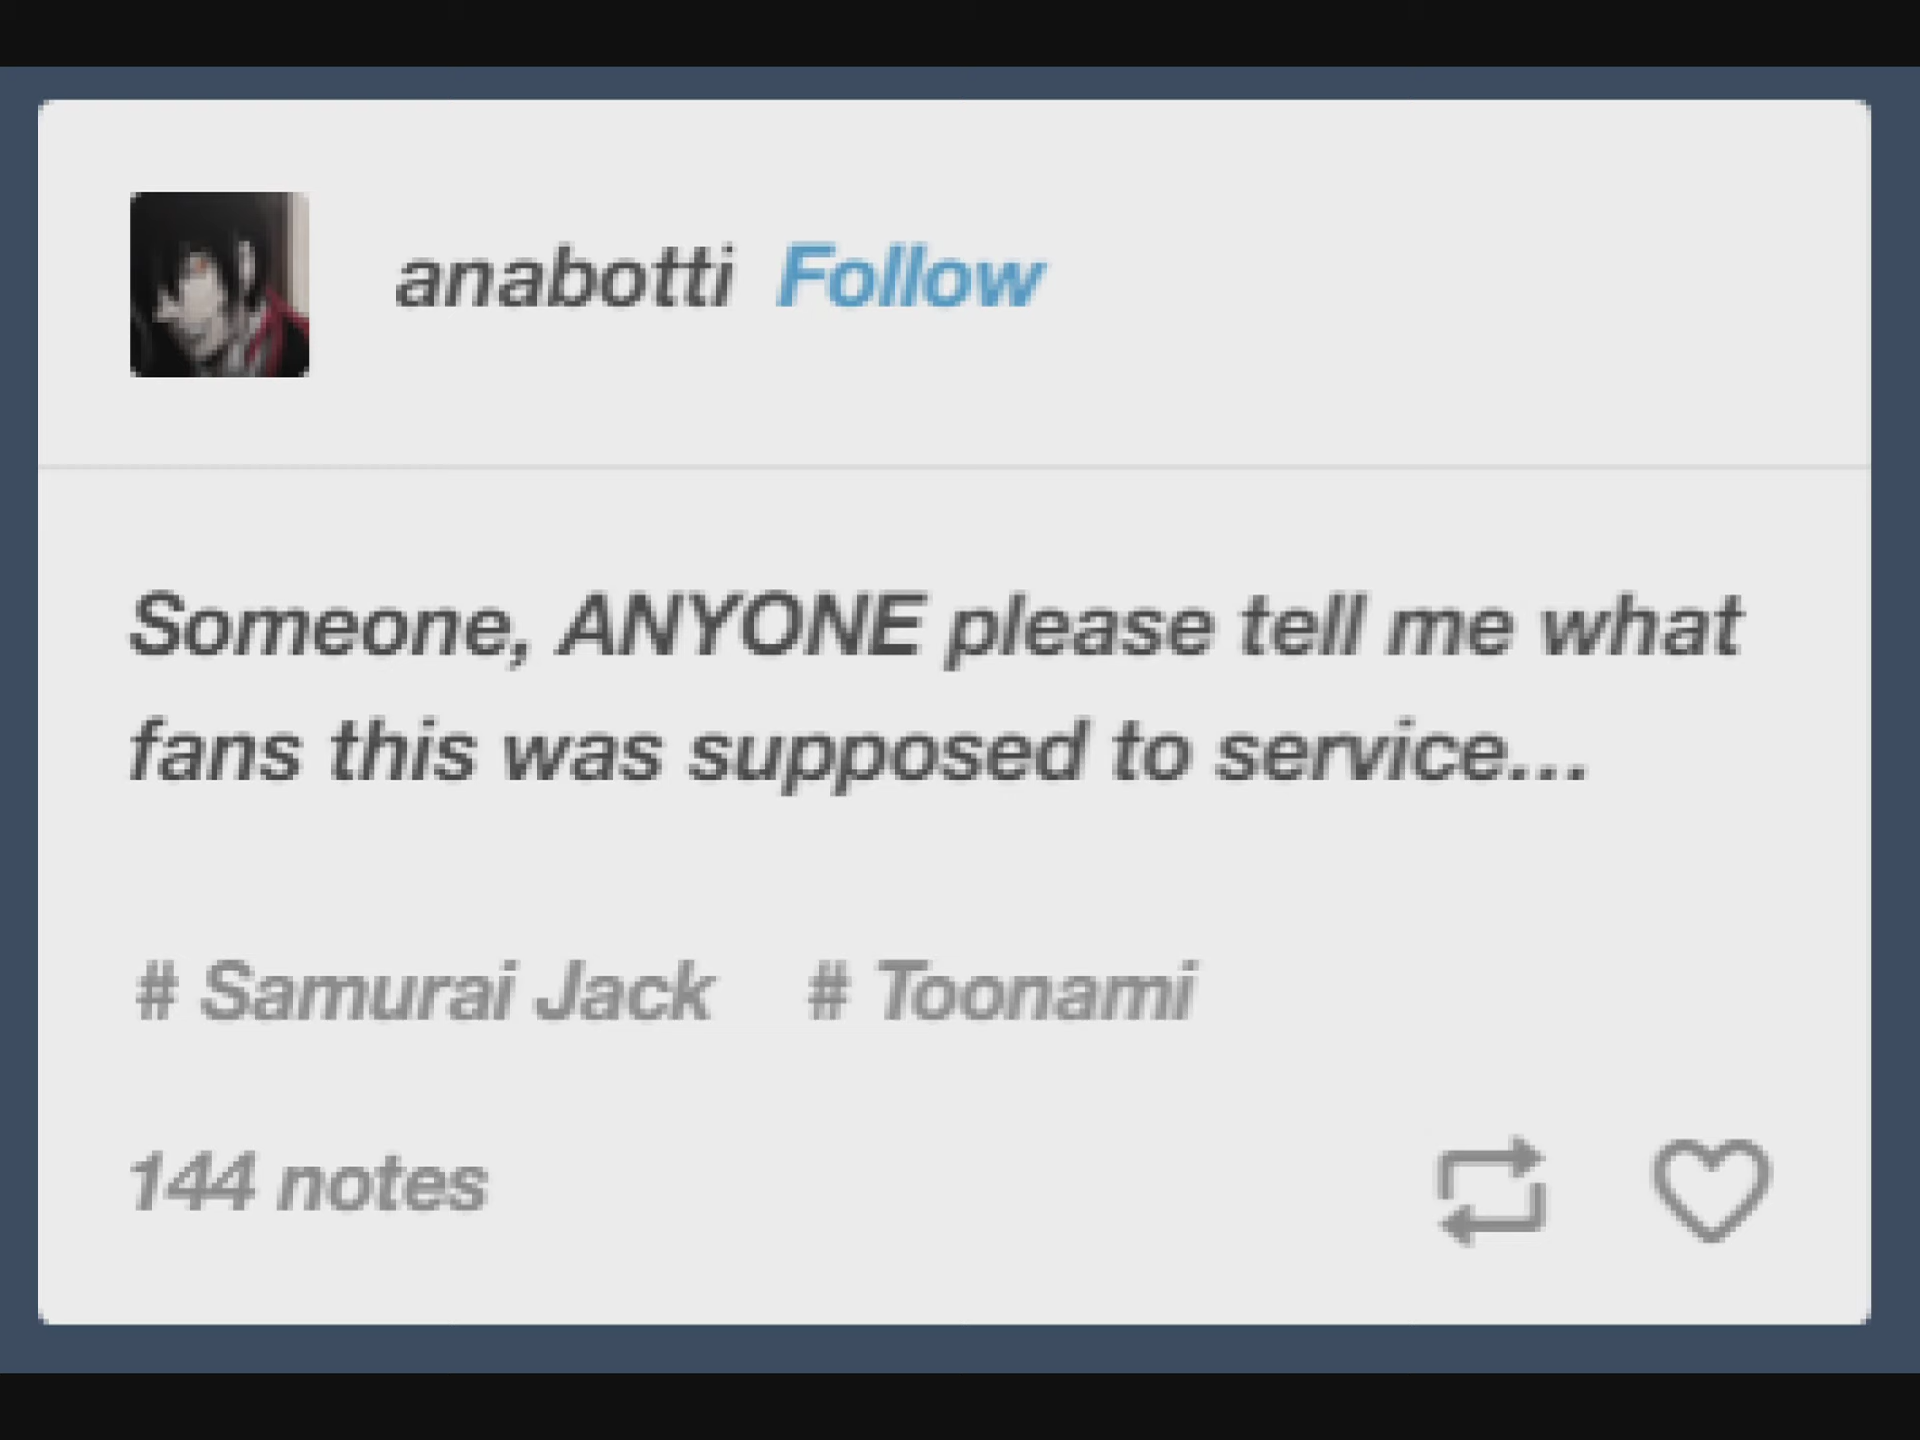 anabotti Follow
Someone, ANYONE please tell me what
fans this was supposed to service...
# Samurai Jack # Toonami
144 notes